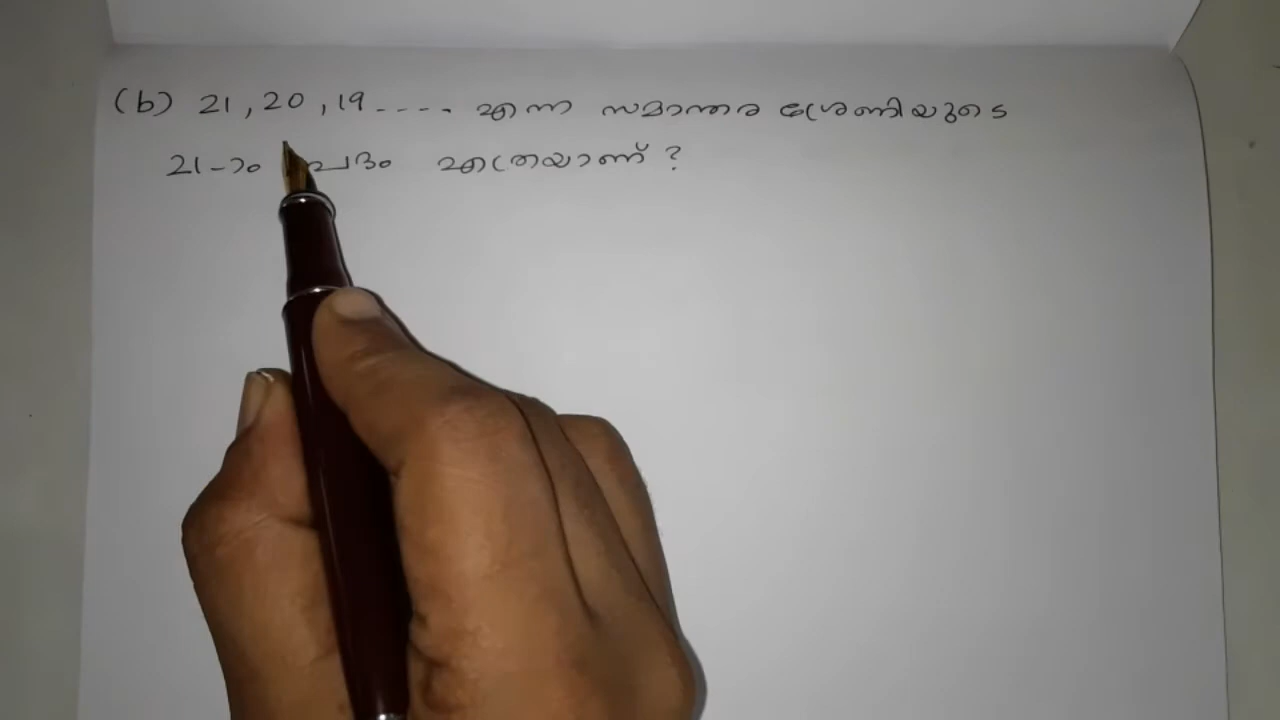 (b) 21, 20, 19---- എന്ന സമാന്തര ശ്രേണിയുടെ
21-ാം പദം എത്രയാണ് ?